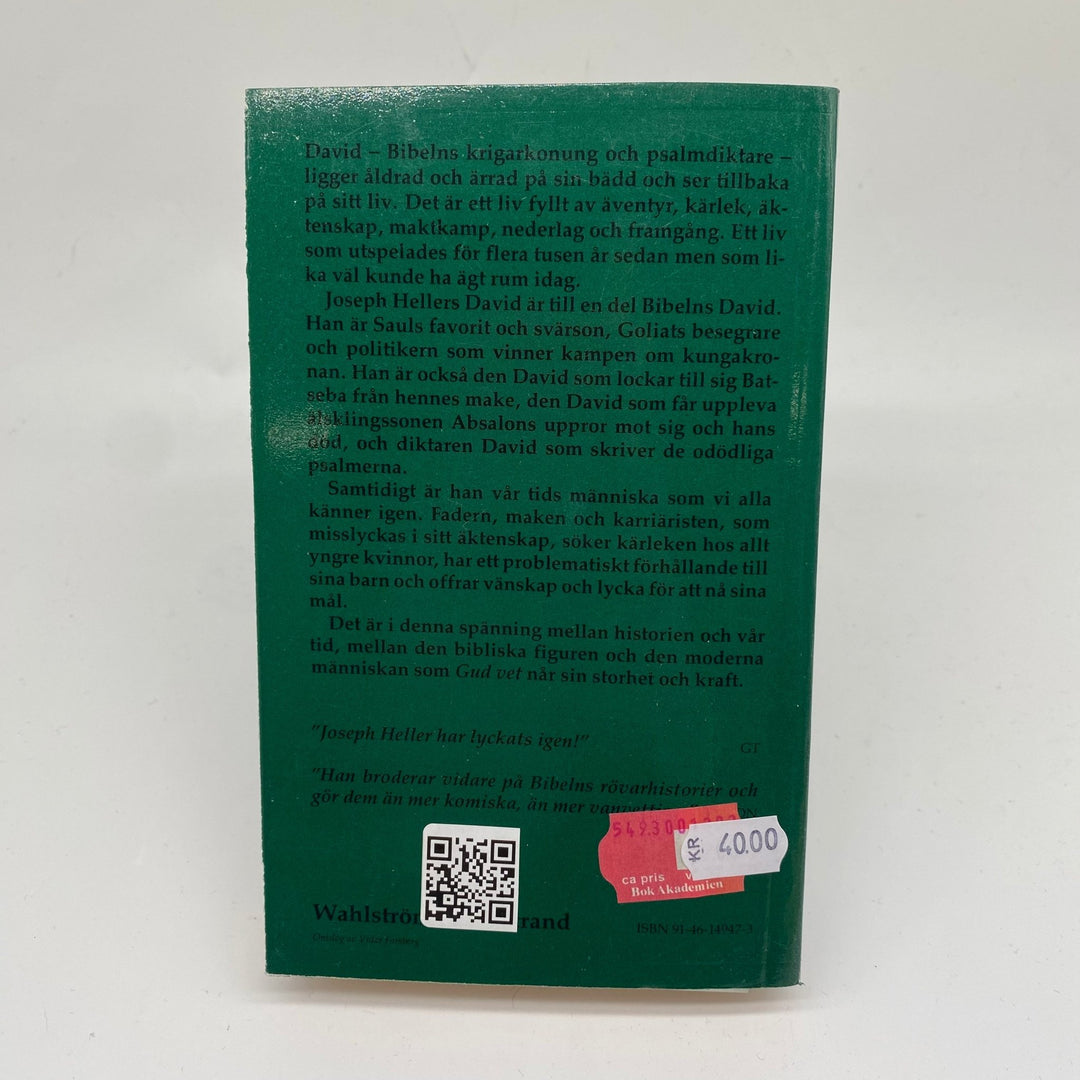 David – Bibelns krigarkonung och psalmdiktare –
ligger åldrad och ärrad på sin bädd och ser tillbaka
på sitt liv. Det är ett liv fyllt av äventyr, kärlek, äk-
tenskap, maktkamp, nederlag och framgång. Ett liv
som utspelades för flera tusen år sedan men som li-
ka väl kunde ha ägt rum idag.
Joseph Hellers David är till en del Bibelns David.
Han är Sauls favorit och svärson, Goliats besegrare
och politikern som vinner kampen om kungakro-
nan. Han är också den David som lockar till sig Bat-
seba från hennes make, den David som får uppleva
älsklingssonen Absalons uppror mot sig och hans
död, och diktaren David som skriver de odödliga
psalmerna.
Samtidigt är han vår tids människa som vi alla
känner igen. Fadern, maken och karriäristen, som
misslyckas i sitt äktenskap, söker kärleken hos allt
yngre kvinnor, har ett problematiskt förhållande till
sina barn och offrar vänskap och lycka för att nå sina
mål.
Det är i denna spänning mellan historien och vår
tid, mellan den bibliska figuren och den moderna
människan som Gud vet når sin storhet och kraft.
"Joseph Heller har lyckats igen!"
GT
"Han broderar vidare på Bibelns rövarhistorier och
gör dem än mer komiska, än mer
ca pris
Bok Akademien
KR 40.00
ISBN 91-46-14947-3
Omslag av